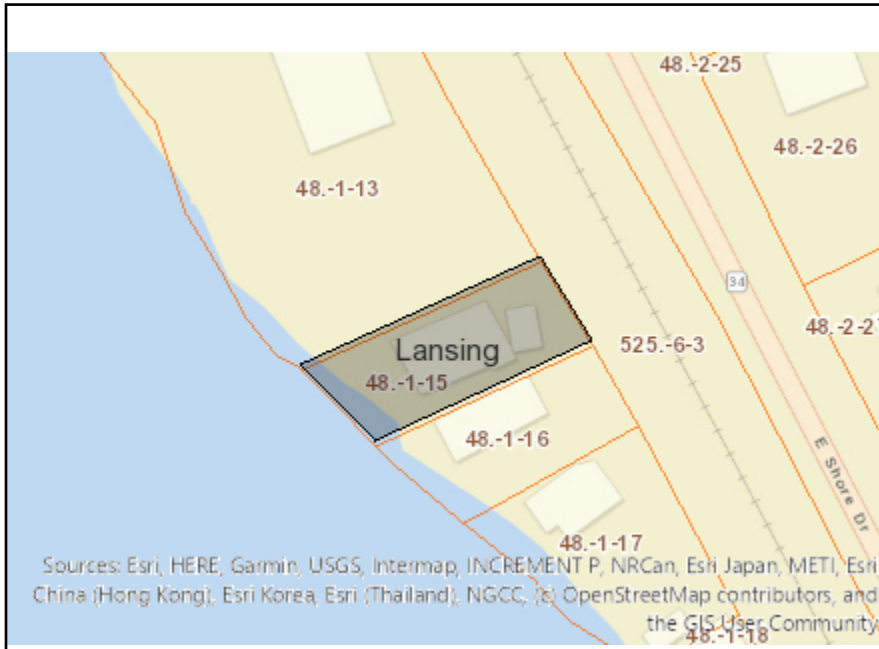 48.-2-25
48.-2-26
48.-1-13
34
48.-2-2
525.-6-3
Lansing
48.-1-15
48.-1-16
E Shore Dr
48.-1-17
Sources: Esri, HERE, Garmin, USGS, Intermap, INCREMENT P, NRCan, Esri Japan, METI, Esri
China (Hong Kong), Esri Korea, Esri (Thailand), NGCC, (c) OpenStreetMap contributors, and
the GIS User Community
48.-1-18